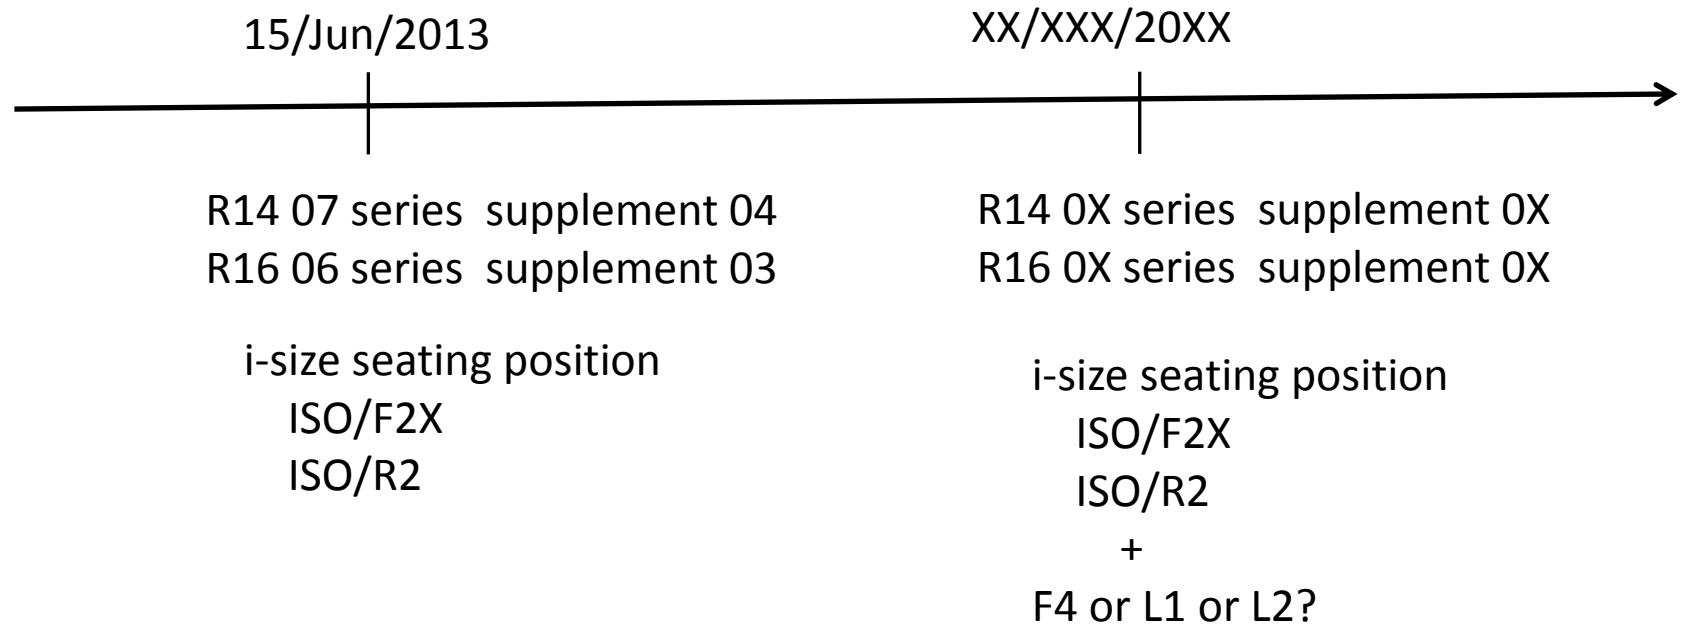 15/Jun/2013
XX/XXX/20XX
R14 07 series  supplement 04
R16 06 series  supplement 03
i-size seating position
ISO/F2X
ISO/R2
R14 0X series  supplement 0X
R16 0X series  supplement 0X
i-size seating position
ISO/F2X
ISO/R2
+
F4 or L1 or L2?